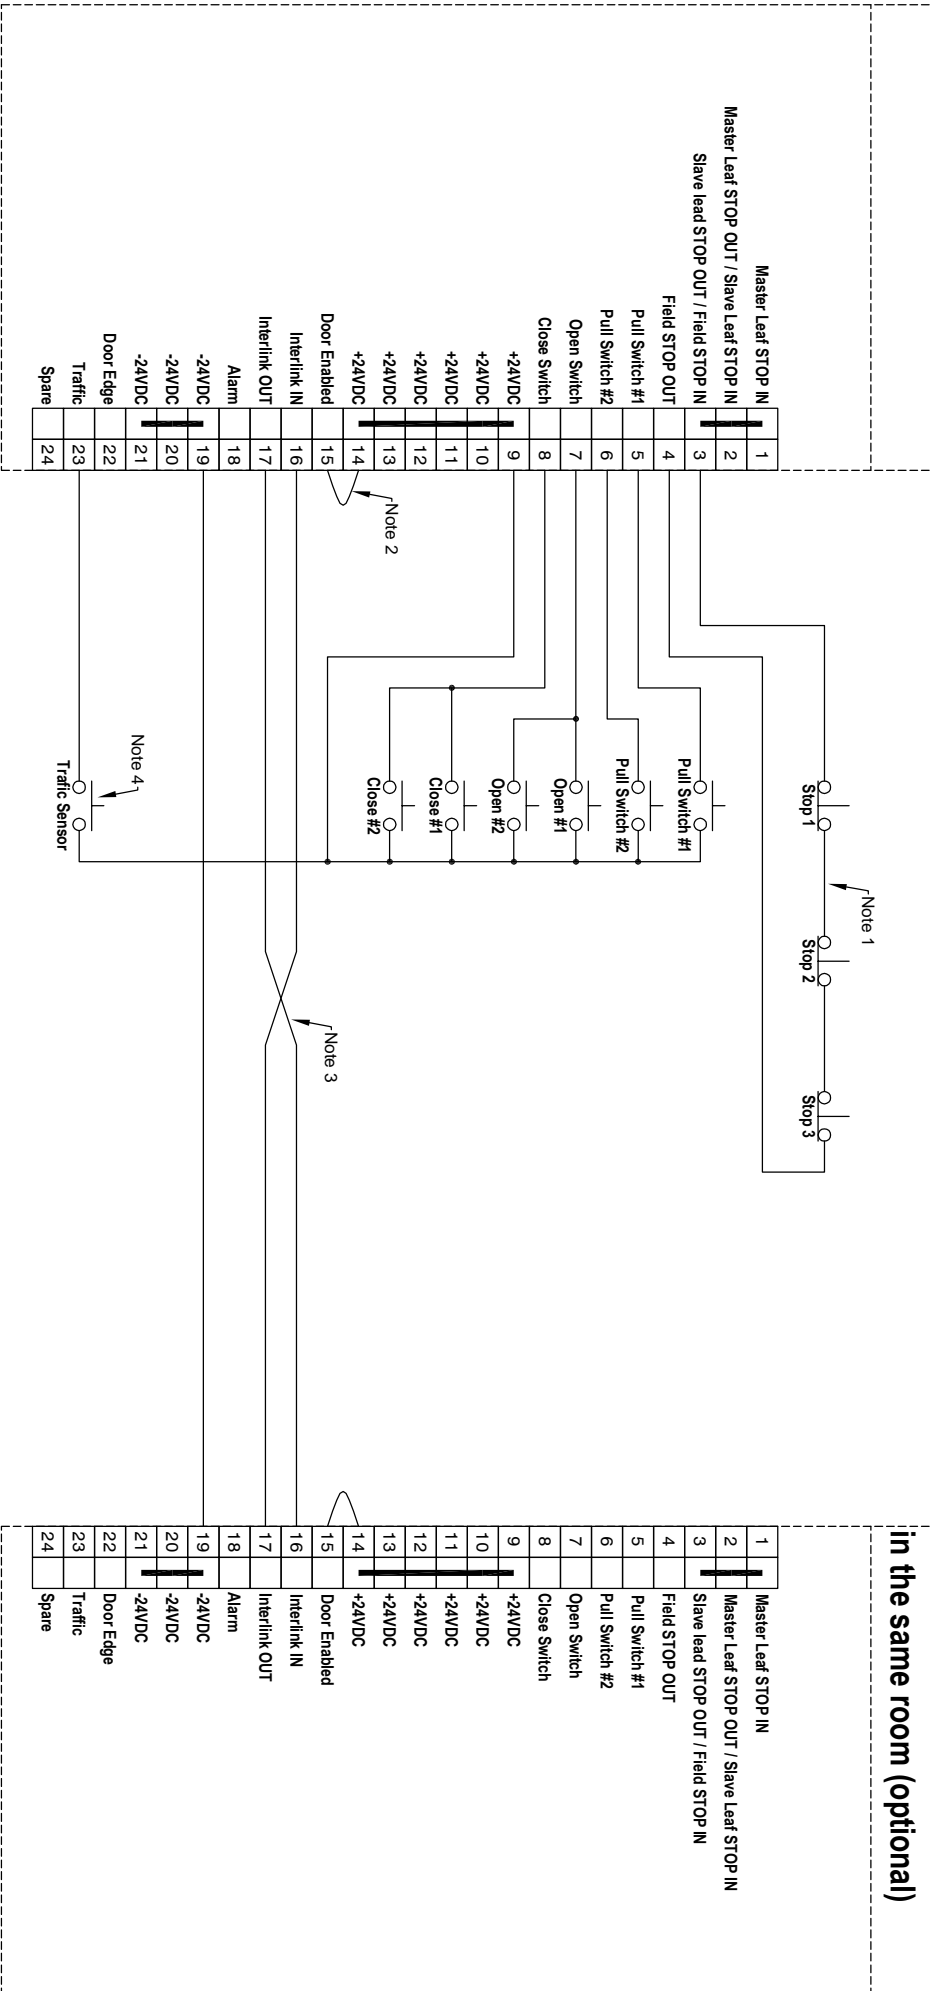 in the same room (optional)
Master Leaf STOP IN
Master Leaf STOP OUT / Slave Leaf STOP IN
Slave lead STOP OUT / Field STOP IN
Field STOP OUT
Pull Switch #1
Pull Switch #2
Open Switch
Close Switch
+24VDC
+24VDC
+24VDC
+24VDC
+24VDC
+24VDC
Door Enabled
Interlink IN
Interlink OUT
Alarm
-24VDC
-24VDC
-24VDC
Door Edge
Traffic
Spare
1
2
3
4
5
6
7
8
9
10
11
12
13
14
15
16
17
18
19
20
21
22
23
24
Note 1
Stop 1
Stop 2
Stop 3
Pull Switch #1
Pull Switch #2
Open #1
Open #2
Close #1
Close #2
Note 2
Note 3
Note 4
Trafic Sensor
1
2
3
4
5
6
7
8
9
10
11
12
13
14
15
16
17
18
19
20
21
22
23
24
Master Leaf STOP IN
Master Leaf STOP OUT / Slave Leaf STOP IN
Slave lead STOP OUT / Field STOP IN
Field STOP OUT
Pull Switch #1
Pull Switch #2
Open Switch
Close Switch
+24VDC
+24VDC
+24VDC
+24VDC
+24VDC
+24VDC
Door Enabled
Interlink IN
Interlink OUT
Alarm
-24VDC
-24VDC
-24VDC
Door Edge
Traffic
Spare